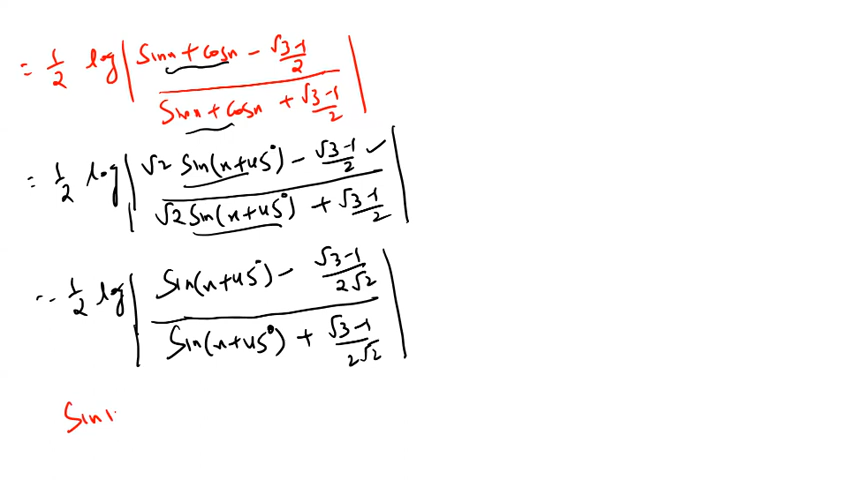 = 1/2 log | (Sinx + Cosx - (√3-1)/2) / (Sinx + Cosx + (√3-1)/2) |
= 1/2 log | (√2 Sin(x+45°) - (√3-1)/2) / (√2 Sin(x+45°) + (√3-1)/2) |
= 1/2 log | (Sin(x+45°) - (√3-1)/(2√2)) / (Sin(x+45°) + (√3-1)/(2√2)) |
Sin1